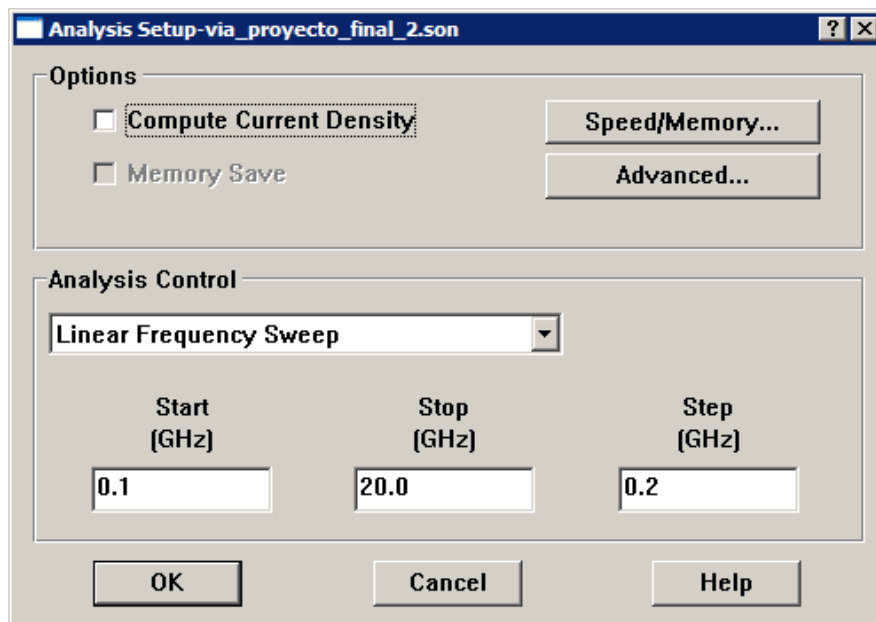 Analysis Setup-via_proyecto_final_2.son
Options
Compute Current Density
Speed/Memory...
Memory Save
Advanced...
Analysis Control
Linear Frequency Sweep
Start Stop Step
(GHz) (GHz) (GHz)
0.1 20.0 0.2
OK Cancel Help